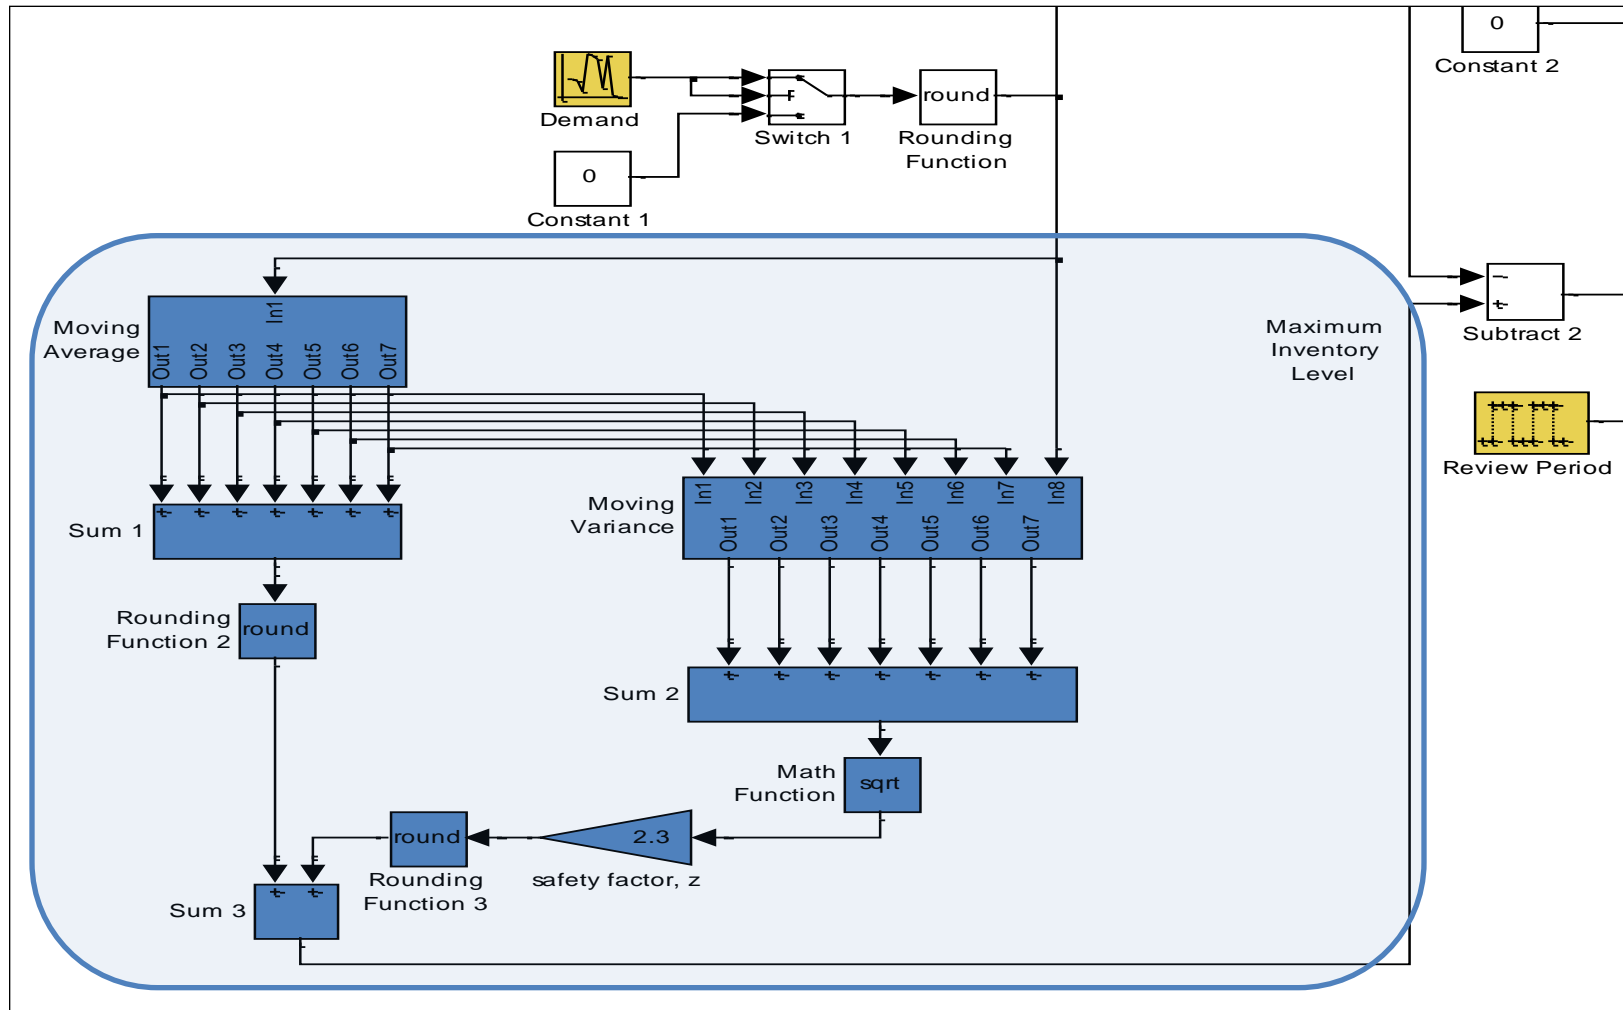 0
Constant 2
Demand
Switch 1
round
Rounding
Function
0
Constant 1
Maximum
Inventory
Level
-
+
Subtract 2
Review Period
Moving
Average
In1
Out1 Out2 Out3 Out4 Out5 Out6 Out7
Moving
Variance
In1 In2 In3 In4 In5 In6 In7 In8
Out1 Out2 Out3 Out4 Out5 Out6 Out7
Sum 1
+ + + + + + +
Rounding
Function 2
round
Sum 2
+ + + + + + +
Math
Function
sqrt
2.3
safety factor, z
round
Rounding
Function 3
Sum 3
+ +